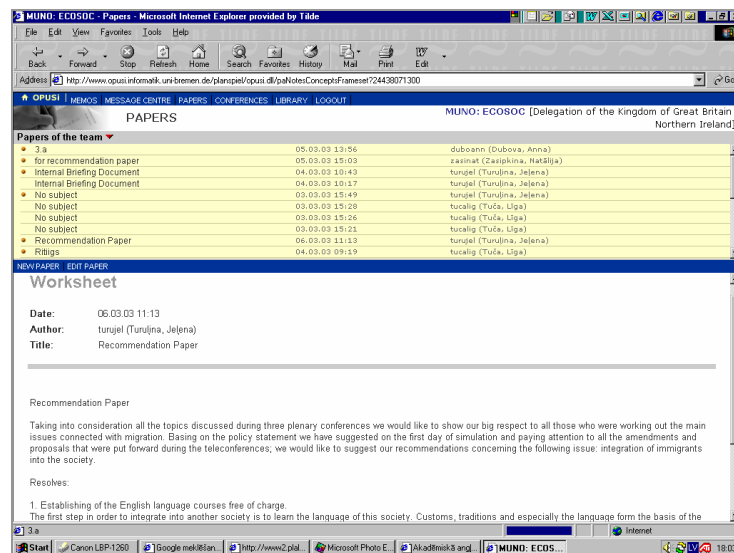 MUNO: ECOSOC - Papers - Microsoft Internet Explorer provided by Tilde
File Edit View Favorites Tools Help
Back Forward Stop Refresh Home Search Favorites History Mail Print Edit
Address http://www.opusi.informatik.uni-bremen.de/planspiel/opusi.dll/paNotesConceptsFrameset?24438071300 Go
OPUSI MEMOS MESSAGE CENTRE PAPERS CONFERENCES LIBRARY LOGOUT
PAPERS
MUNO: ECOSOC [Delegation of the Kingdom of Great Britain
Northern Ireland]
Papers of the team
3.a 05.03.03 13:56 duboann (Dubova, Anna)
for recommendation paper 05.03.03 15:03 zasinat (Zasipkina, Natālija)
Internal Briefing Document 04.03.03 10:43 turujel (Turuļina, Jeļena)
Internal Briefing Document 04.03.03 10:17 turujel (Turuļina, Jeļena)
No subject 03.03.03 15:49 turujel (Turuļina, Jeļena)
No subject 03.03.03 15:28 tucalig (Tuča, Līga)
No subject 03.03.03 15:26 tucalig (Tuča, Līga)
No subject 03.03.03 15:21 tucalig (Tuča, Līga)
Recommendation Paper 06.03.03 11:13 turujel (Turuļina, Jeļena)
Ritiigs 04.03.03 09:19 tucalig (Tuča, Līga)
NEW PAPER EDIT PAPER
Worksheet
Date: 06.03.03 11:13
Author: turujel (Turuļina, Jeļena)
Title: Recommendation Paper
Recommendation Paper
Taking into consideration all the topics discussed during three plenary conferences we would like to show our big respect to all those who were working out the main
issues connected with migration. Basing on the policy statement we have suggested on the first day of simulation and paying attention to all the amendments and
proposals that were put forward during the teleconferences; we would like to suggest our recommendations concerning the following issue: integration of immigrants
into the society.
Resolves:
1. Establishing of the English language courses free of charge.
The first step in order to integrate into another society is to learn the language of this society. Customs, traditions and especially the language form the basis of the
3.a Internet
Start Canon LBP-1260 Google meklēšan... http://www2.plal... Microsoft Photo E... Akadēmiskā angļ... MUNO: ECOS... LV 18:03